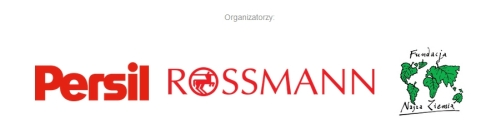 Organizatorzy:
Persil ROSSMANN
Fundacja
Nasza Ziemia